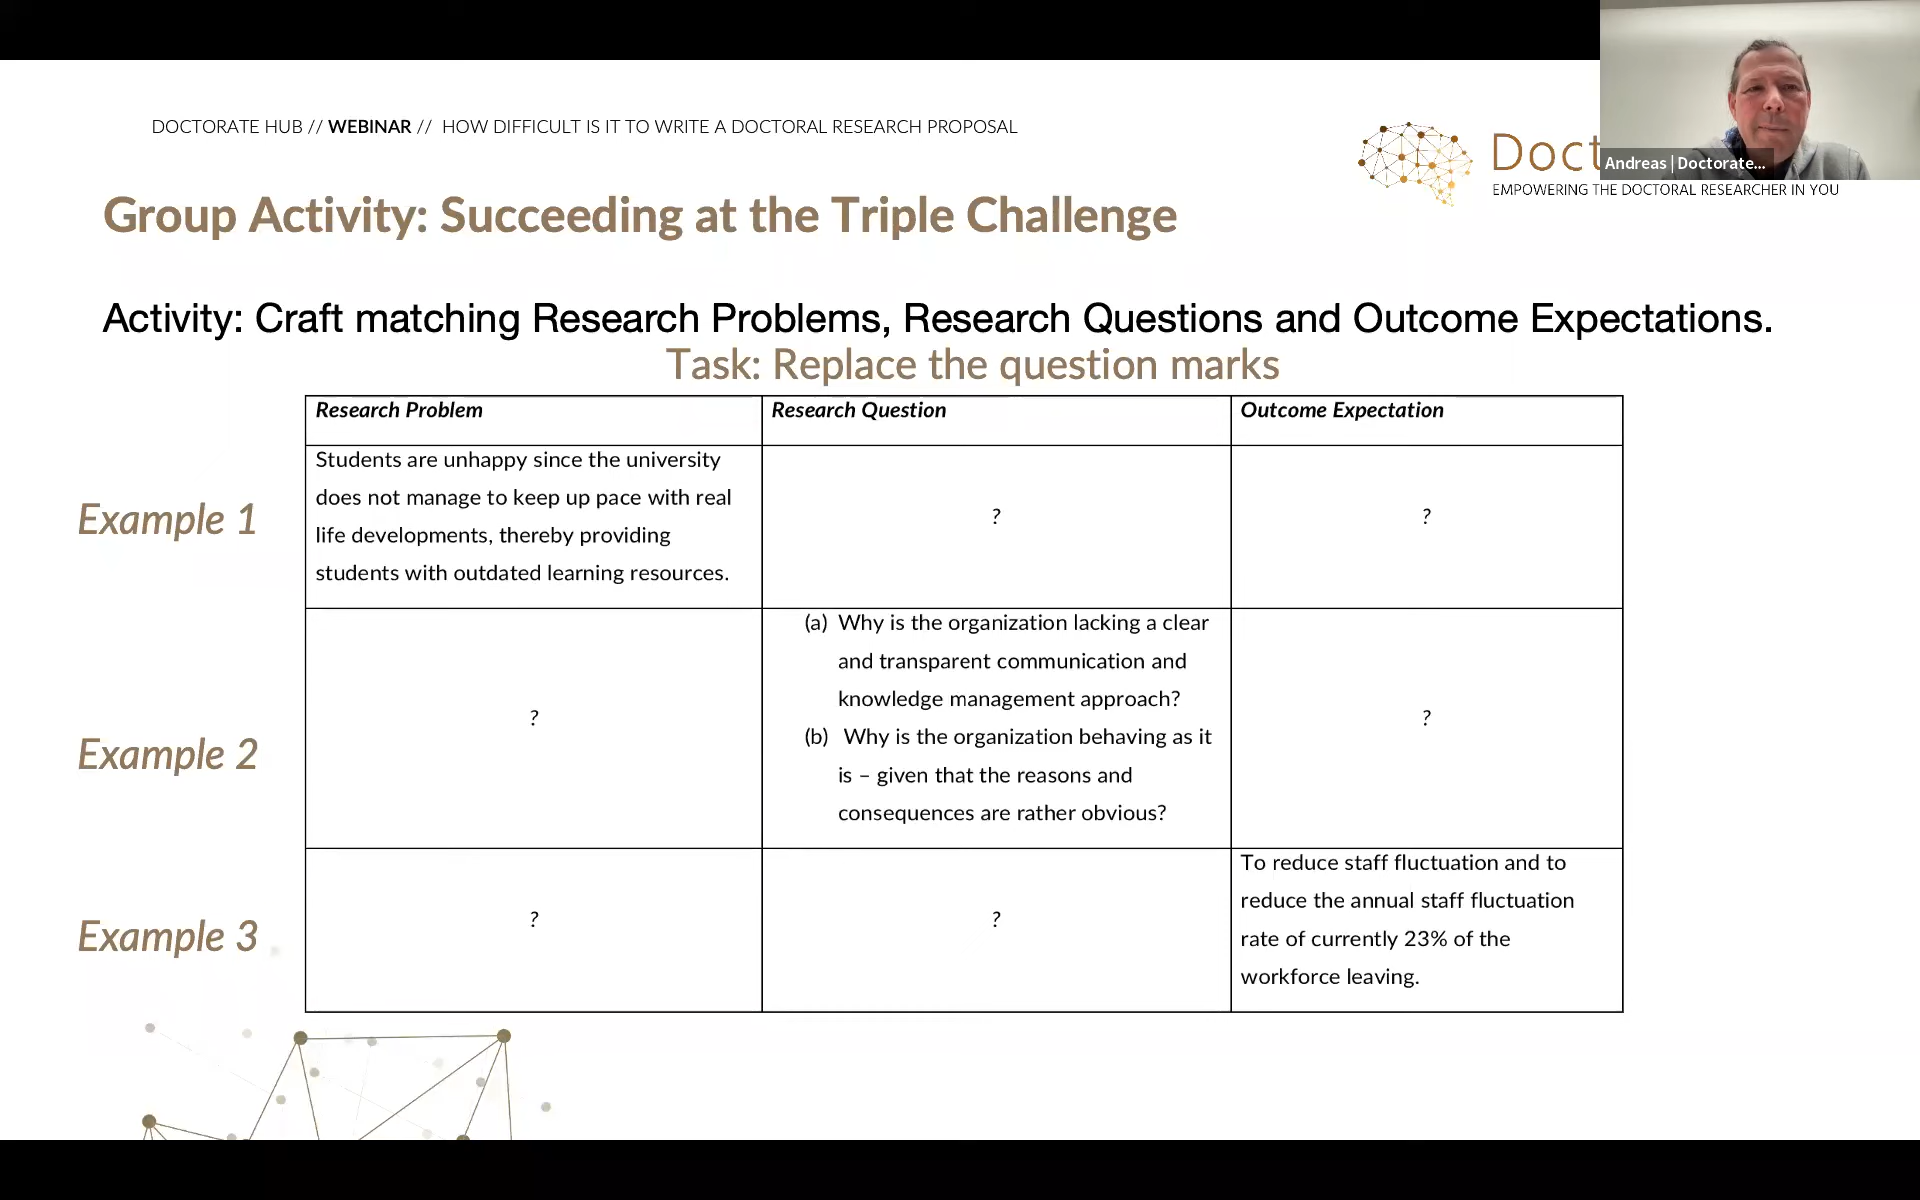 DOCTORATE HUB // WEBINAR // HOW DIFFICULT IS IT TO WRITE A DOCTORAL RESEARCH PROPOSAL
Doct
Andreas | Doctorate...
EMPOWERING THE DOCTORAL RESEARCHER IN YOU
Group Activity: Succeeding at the Triple Challenge
Activity: Craft matching Research Problems, Research Questions and Outcome Expectations.
Task: Replace the question marks
Research Problem
Research Question
Outcome Expectation
Example 1
Students are unhappy since the university
does not manage to keep up pace with real
life developments, thereby providing
students with outdated learning resources.
?
?
Example 2
?
(a) Why is the organization lacking a clear
and transparent communication and
knowledge management approach?
(b) Why is the organization behaving as it
is – given that the reasons and
consequences are rather obvious?
?
Example 3
?
?
To reduce staff fluctuation and to
reduce the annual staff fluctuation
rate of currently 23% of the
workforce leaving.